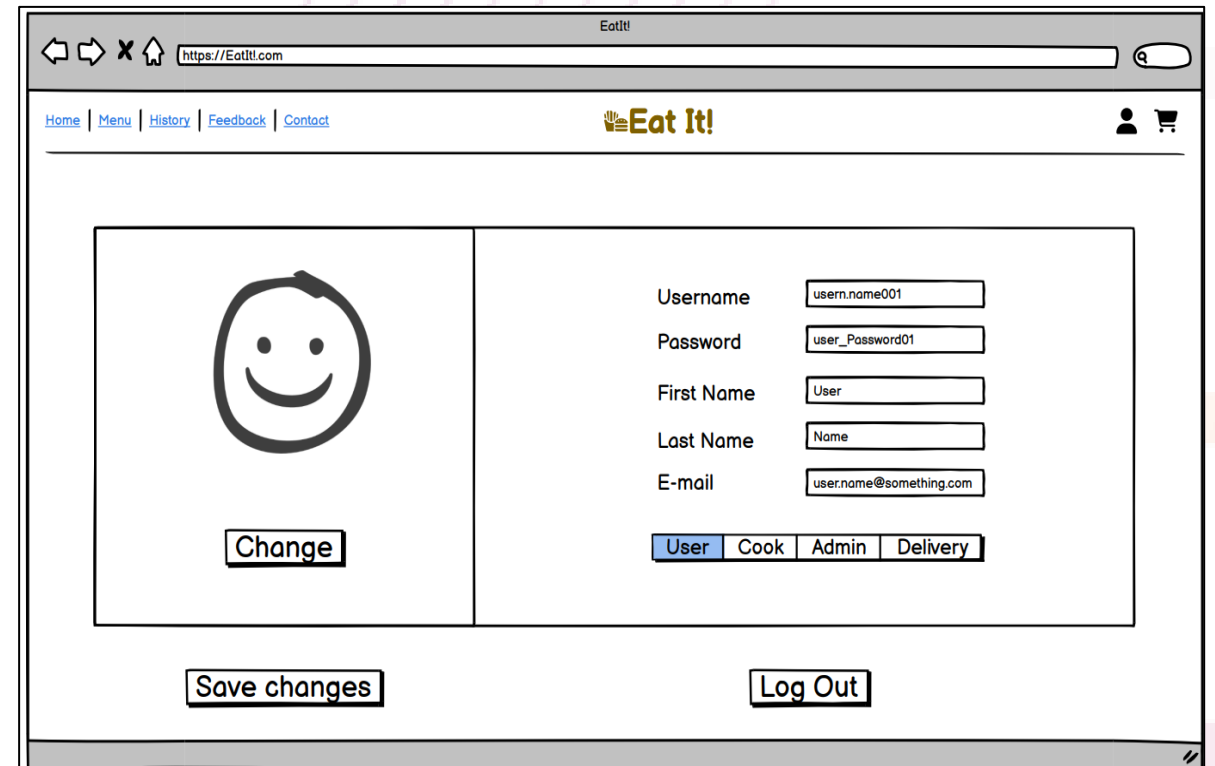 EatIt!
https://EatIt!.com
Home | Menu | History | Feedback | Contact
Eat It!
Username usern.name001
Password user_Password01
First Name User
Last Name Name
E-mail user.name@something.com
Change
User Cook Admin Delivery
Save changes Log Out